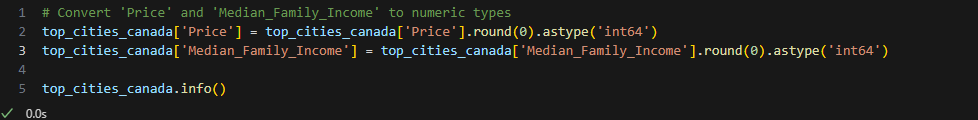 1 # Convert 'Price' and 'Median_Family_Income' to numeric types
2 top_cities_canada['Price'] = top_cities_canada['Price'].round(0).astype('int64')
3 top_cities_canada['Median_Family_Income'] = top_cities_canada['Median_Family_Income'].round(0).astype('int64')
4
5 top_cities_canada.info()
0.0s